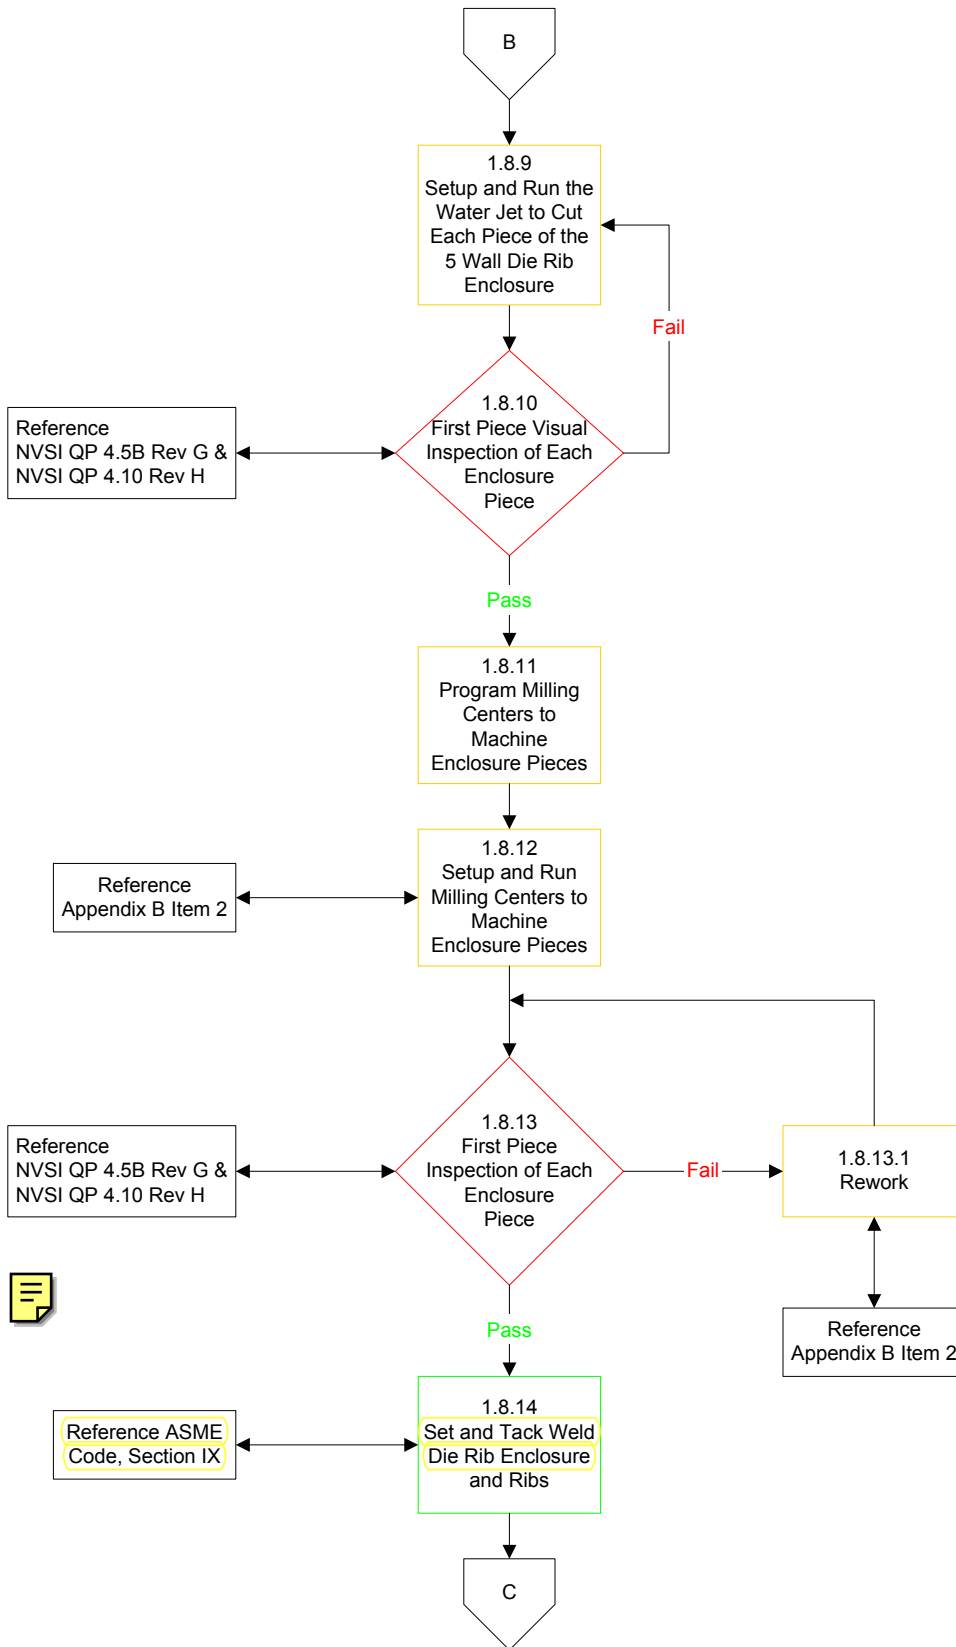 B
1.8.9
Setup and Run the
Water Jet to Cut
Each Piece of the
5 Wall Die Rib
Enclosure
Fail
1.8.10
First Piece Visual
Inspection of Each
Enclosure
Piece
Reference
NVSI QP 4.5B Rev G &
NVSI QP 4.10 Rev H
Pass
1.8.11
Program Milling
Centers to
Machine
Enclosure Pieces
1.8.12
Setup and Run
Milling Centers to
Machine
Enclosure Pieces
Reference
Appendix B Item 2
1.8.13
First Piece
Inspection of Each
Enclosure
Piece
Reference
NVSI QP 4.5B Rev G &
NVSI QP 4.10 Rev H
Fail
1.8.13.1
Rework
Reference
Appendix B Item 2
Pass
1.8.14
Set and Tack Weld
Die Rib Enclosure
and Ribs
Reference ASME
Code, Section IX
C